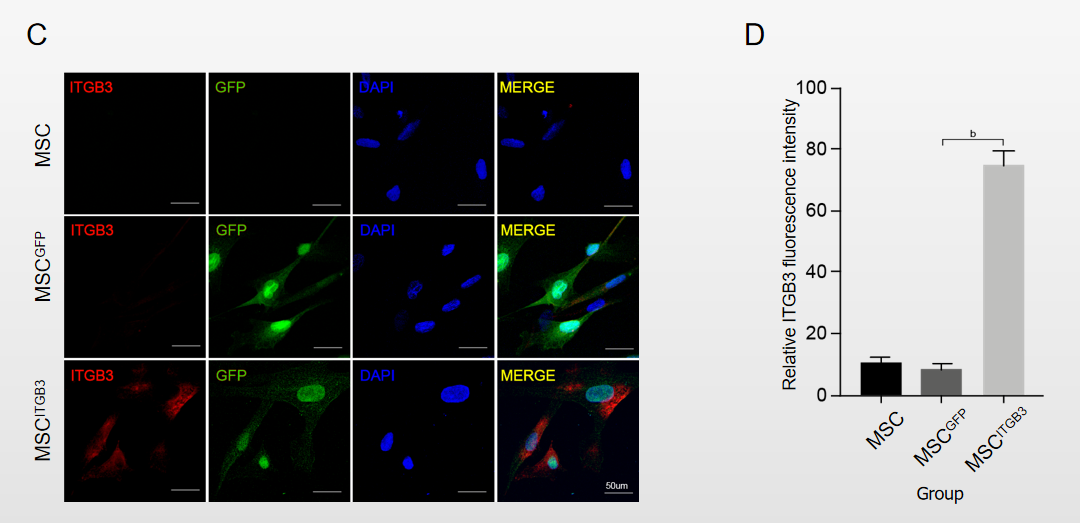 C
D
ITGB3 GFP DAPI MERGE
MSC
ITGB3 GFP DAPI MERGE
MSCGFP
ITGB3 GFP DAPI MERGE
MSCITGB3
50um
Relative ITGB3 fluorescence intensity
100
80
60
40
20
0
b
MSC
MSCGFP
MSCITGB3
Group